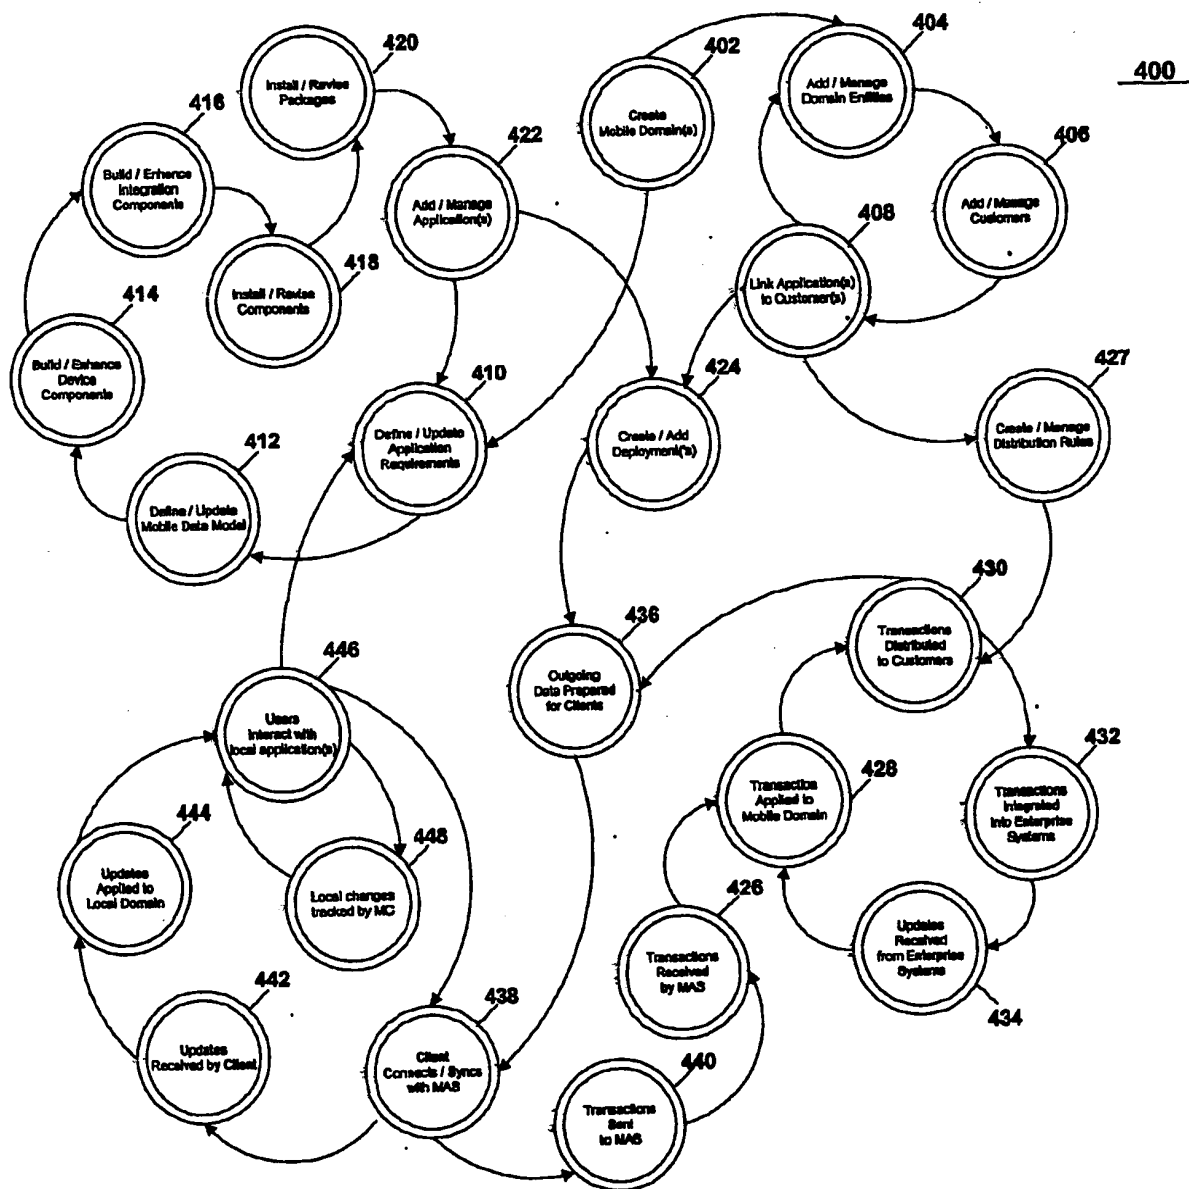 400
420
Install / Revise
Packages
402
Create
Mobile Domain(s)
404
Add / Manage
Domain Entities
416
Build / Enhance
Integration
Components
422
Add / Manage
Application(s)
406
Add / Manage
Customers
408
Link Application(s)
to Customer(s)
418
Install / Revise
Components
414
Build / Enhance
Device
Components
410
Define / Update
Application
Requirements
424
Create / Add
Deployment('s)
427
Create / Manage
Distribution Rules
412
Define / Update
Mobile Data Model
430
Transactions
Distributed
to Customers
436
Outgoing
Data Prepared
for Clients
446
Users
interact with
local application(s)
428
Transaction
Applied to
Mobile Domain
432
Transactions
Integrated
into Enterprise
Systems
444
Updates
Applied to
Local Domain
448
Local changes
tracked by MC
426
Transactions
Received
by MAS
434
Updates
Received
from Enterprise
Systems
442
Updates
Received by Client
438
Client
Connects / Syncs
with MAS
440
Transactions
Sent
to MAS